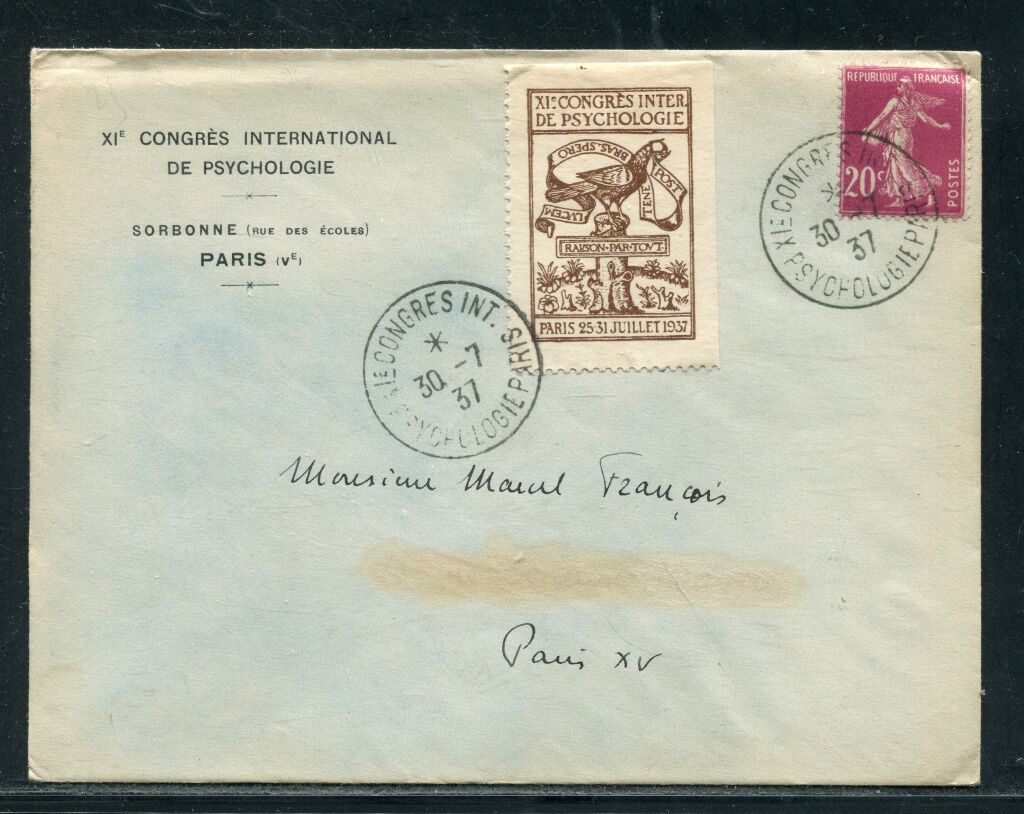 XIE CONGRÈS INTERNATIONAL
DE PSYCHOLOGIE
SORBONNE (RUE DES ÉCOLES)
PARIS (VE)
XIE CONGRÈS INTER.
DE PSYCHOLOGIE
LVCEM
BRAS.SPERO
TENE
POST
RAISON·PAR·TOVT·
PARIS 25·31 JUILLET 1937
REPUBLIQUE FRANÇAISE
20c
POSTES
XIE CONGRES IN PARIS
30 -7
37
PSYCHOLOGIE
XIE CONGRES INT. PARIS
30 -7
37
PSYCHOLOGIE
Monsieur Marcel François
Paris XV